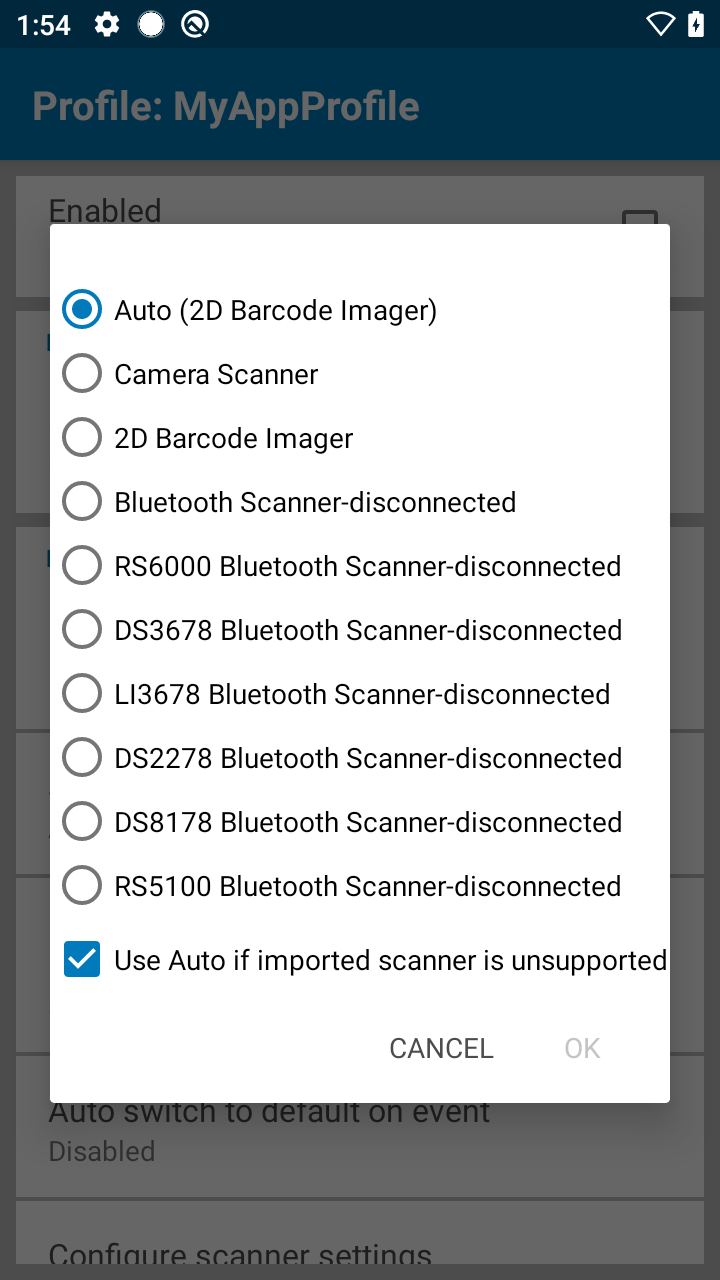 1:54
Profile: MyAppProfile
Enabled
Auto (2D Barcode Imager)
Camera Scanner
2D Barcode Imager
Bluetooth Scanner-disconnected
RS6000 Bluetooth Scanner-disconnected
DS3678 Bluetooth Scanner-disconnected
LI3678 Bluetooth Scanner-disconnected
DS2278 Bluetooth Scanner-disconnected
DS8178 Bluetooth Scanner-disconnected
RS5100 Bluetooth Scanner-disconnected
Use Auto if imported scanner is unsupported
CANCEL OK
Auto switch to default on event
Disabled
Configure scanner settings